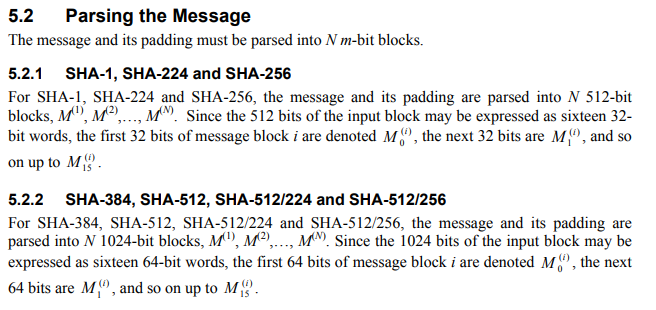 5.2 Parsing the Message
The message and its padding must be parsed into N m-bit blocks.
5.2.1 SHA-1, SHA-224 and SHA-256
For SHA-1, SHA-224 and SHA-256, the message and its padding are parsed into N 512-bit
blocks, M⁽¹⁾, M⁽²⁾,…, M⁽ᴺ⁾. Since the 512 bits of the input block may be expressed as sixteen 32-
bit words, the first 32 bits of message block i are denoted M₀⁽ⁱ⁾, the next 32 bits are M₁⁽ⁱ⁾, and so
on up to M₁₅⁽ⁱ⁾.
5.2.2 SHA-384, SHA-512, SHA-512/224 and SHA-512/256
For SHA-384, SHA-512, SHA-512/224 and SHA-512/256, the message and its padding are
parsed into N 1024-bit blocks, M⁽¹⁾, M⁽²⁾,…, M⁽ᴺ⁾. Since the 1024 bits of the input block may be
expressed as sixteen 64-bit words, the first 64 bits of message block i are denoted M₀⁽ⁱ⁾, the next
64 bits are M₁⁽ⁱ⁾, and so on up to M₁₅⁽ⁱ⁾.